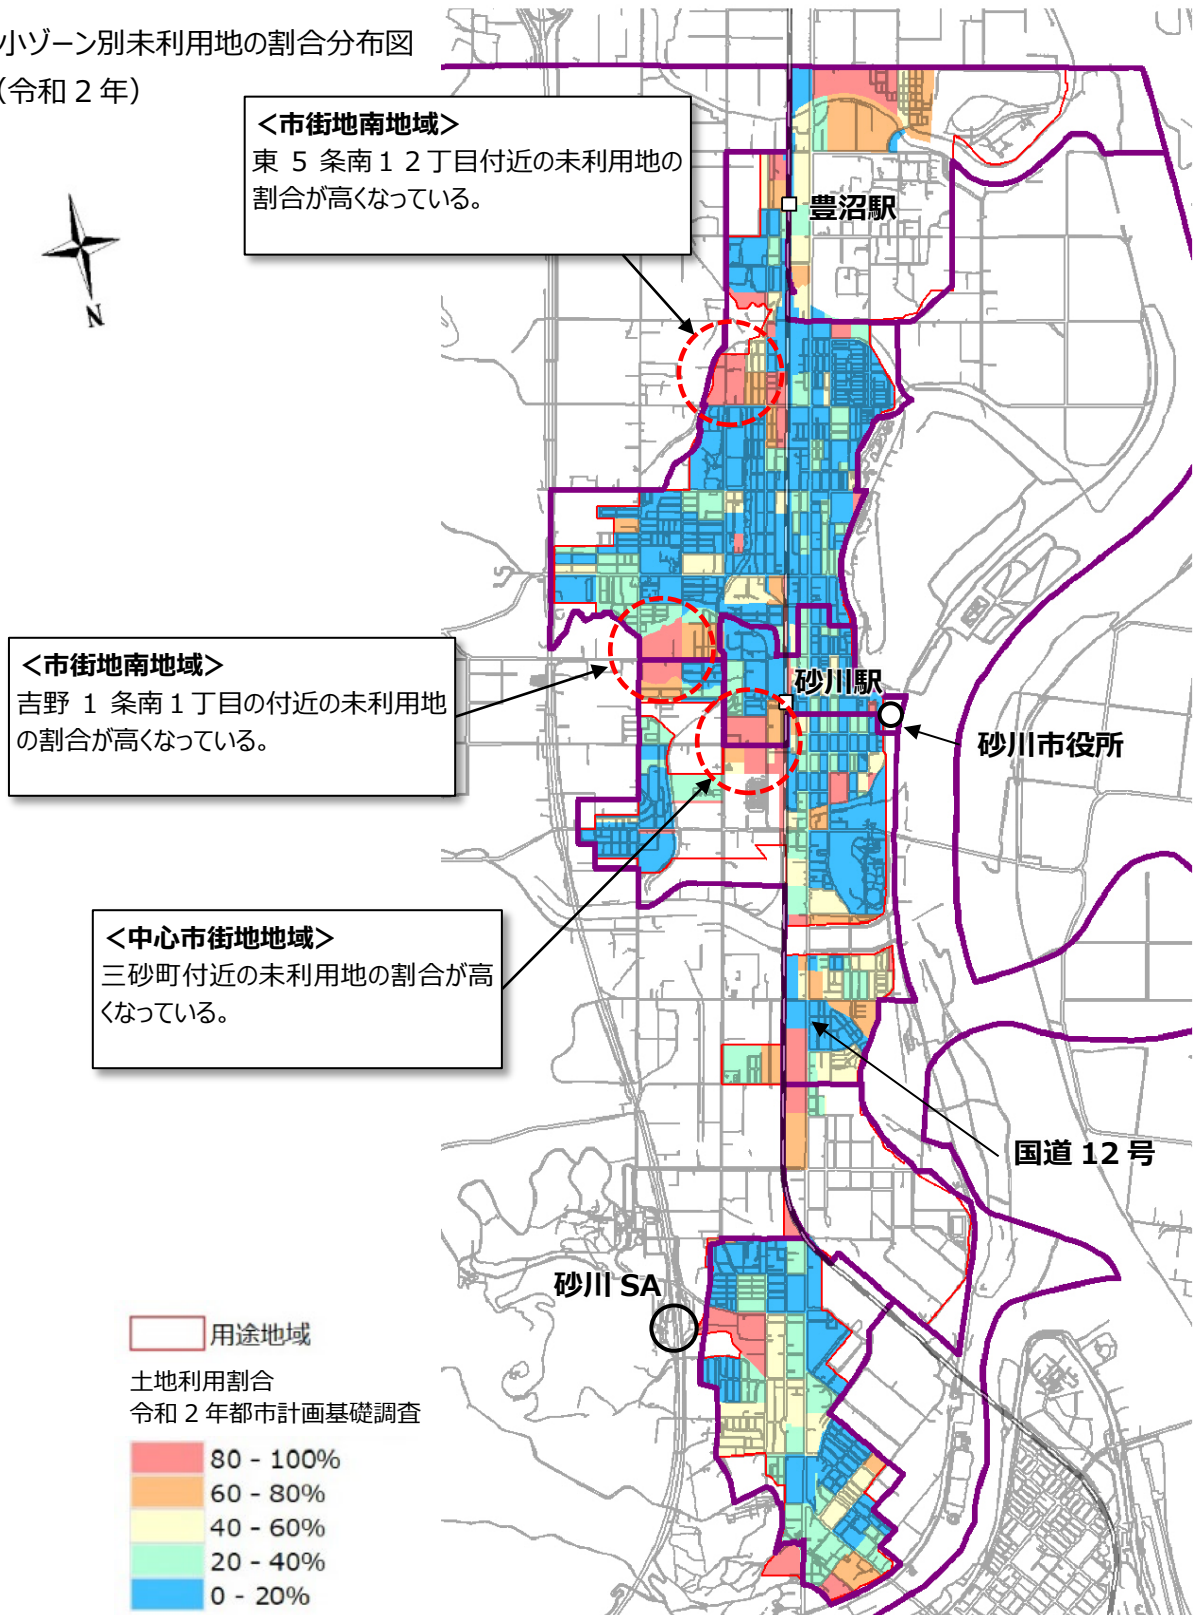 小ゾーン別未利用地の割合分布図
（令和２年）
＜市街地南地域＞
東 ５ 条南１２丁目付近の未利用地の
割合が高くなっている。
豊沼駅
N
＜市街地南地域＞
吉野 １ 条南１丁目の付近の未利用地
の割合が高くなっている。
砂川駅
砂川市役所
＜中心市街地地域＞
三砂町付近の未利用地の割合が高
くなっている。
国道 12 号
砂川 SA
用途地域
土地利用割合
令和２年都市計画基礎調査
80 - 100%
60 - 80%
40 - 60%
20 - 40%
0 - 20%